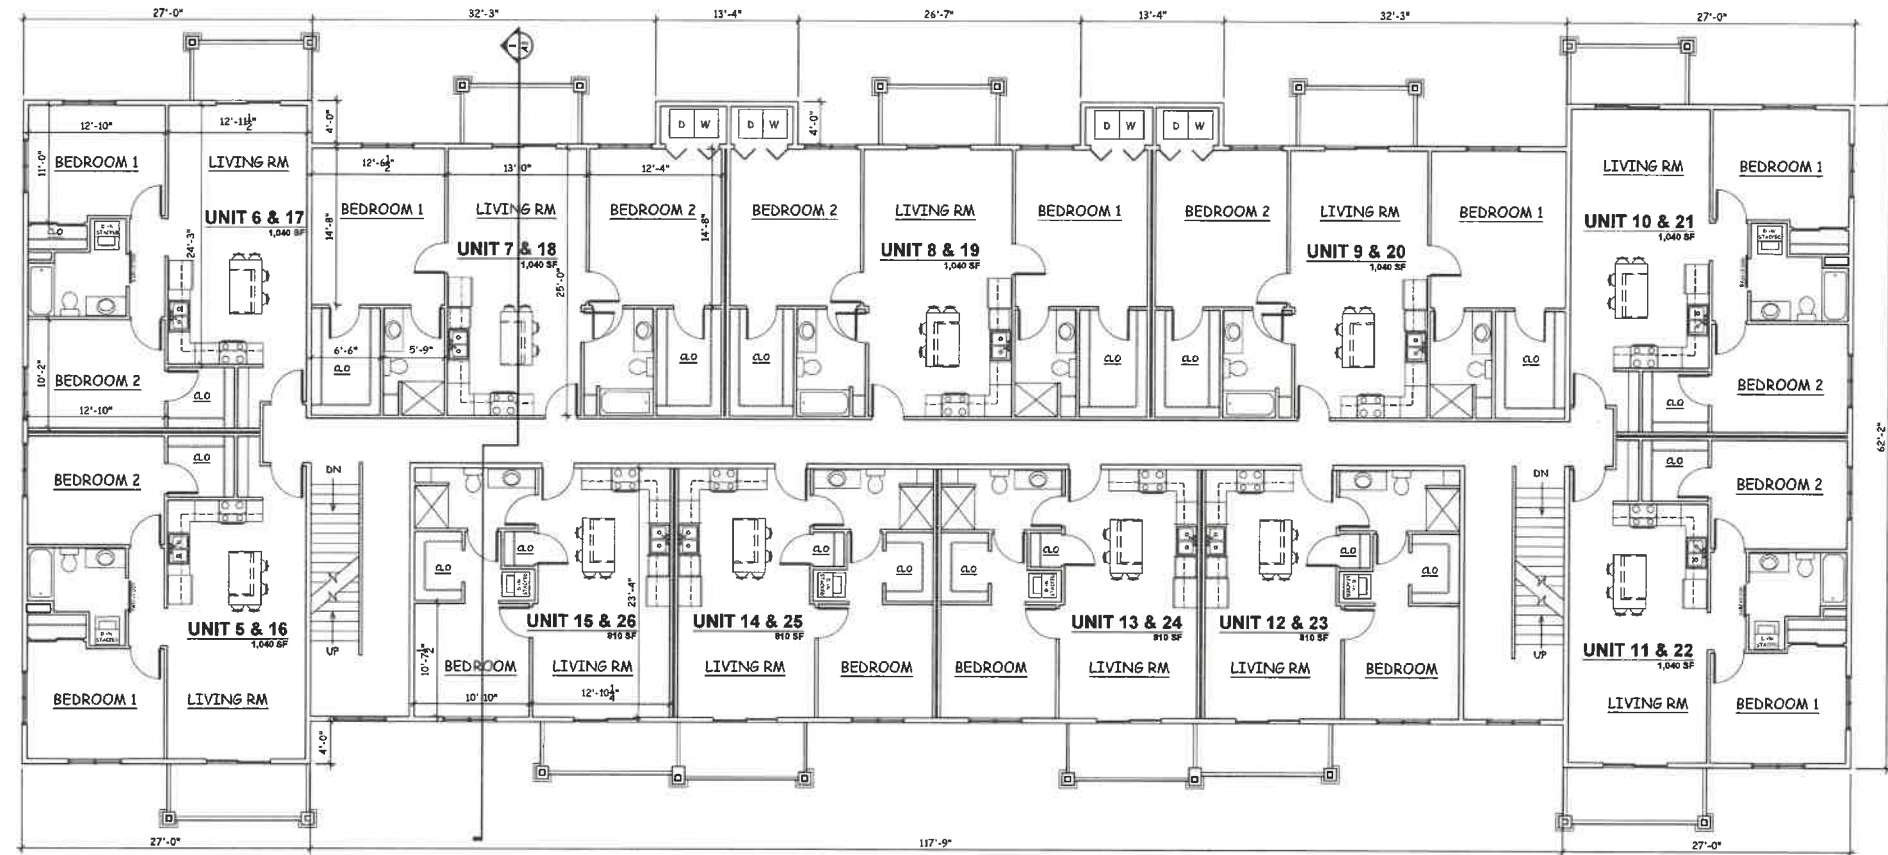 27'-0" 32'-3" 13'-4" 26'-7" 13'-4" 32'-3" 27'-0"
1
4'-0"
4'-0"
D W D W D W D W
12'-10" 12'-11½"
BEDROOM 1 LIVING RM
11'-0"
UNIT 6 & 17
1,040 SF
24'-3"
BEDROOM 2
10'-2"
12'-10"
CLO
12'-6½" 13'-0" 12'-4"
BEDROOM 1 LIVING RM BEDROOM 2
14'-8" 14'-8"
UNIT 7 & 18
1,040 SF
25'-0"
6'-6" 5'-9"
CLO CLO
BEDROOM 2 LIVING RM BEDROOM 1
UNIT 8 & 19
1,040 SF
CLO CLO
BEDROOM 2 LIVING RM BEDROOM 1
UNIT 9 & 20
1,040 SF
CLO CLO
LIVING RM BEDROOM 1
UNIT 10 & 21
1,040 SF
BEDROOM 2
CLO
62'-2"
BEDROOM 2
CLO
UNIT 5 & 16
1,040 SF
BEDROOM 1 LIVING RM
4'-0"
DN
UP
CLO CLO
23'-4"
UNIT 15 & 26
810 SF
BEDROOM LIVING RM
10'-7½"
10'-10" 12'-10¼"
CLO CLO
UNIT 14 & 25
810 SF
LIVING RM BEDROOM
CLO CLO
UNIT 13 & 24
810 SF
BEDROOM LIVING RM
CLO CLO
UNIT 12 & 23
810 SF
LIVING RM BEDROOM
DN
UP
CLO
BEDROOM 2
UNIT 11 & 22
1,040 SF
LIVING RM BEDROOM 1
27'-0" 117'-9" 27'-0"